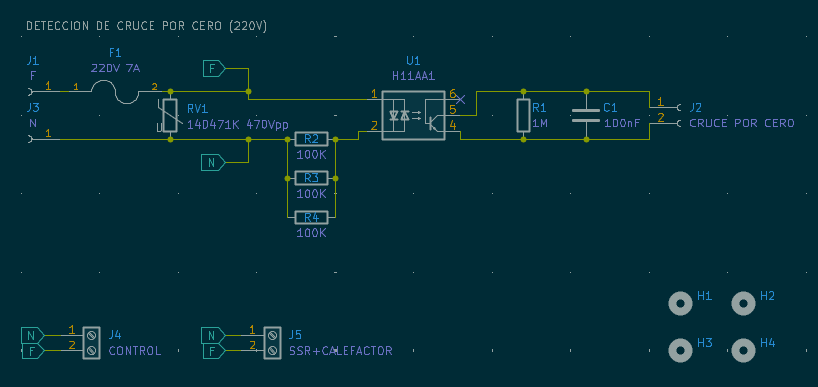 DETECCION DE CRUCE POR CERO (220V)
J1
F
1
1
F1
220V 7A
2
F
RV1
14D471K 470Vpp
U
J3
N
1
N
R2
100K
R3
100K
R4
100K
U1
H11AA1
1
2
6
5
4
R1
1M
C1
100nF
1
2
J2
CRUCE POR CERO
H1
H2
H3
H4
N
1
F
2
J4
CONTROL
N
1
F
2
J5
SSR+CALEFACTOR